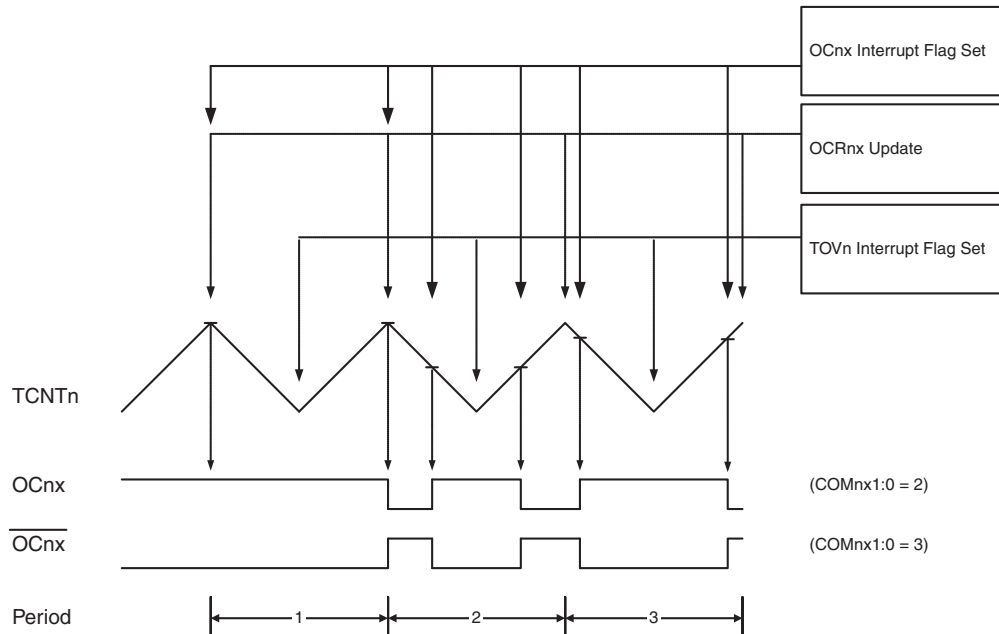 OCnx Interrupt Flag Set
OCRnx Update
TOVn Interrupt Flag Set
TCNTn
OCnx
(COMnx1:0 = 2)
OCnx
(COMnx1:0 = 3)
Period
1
2
3